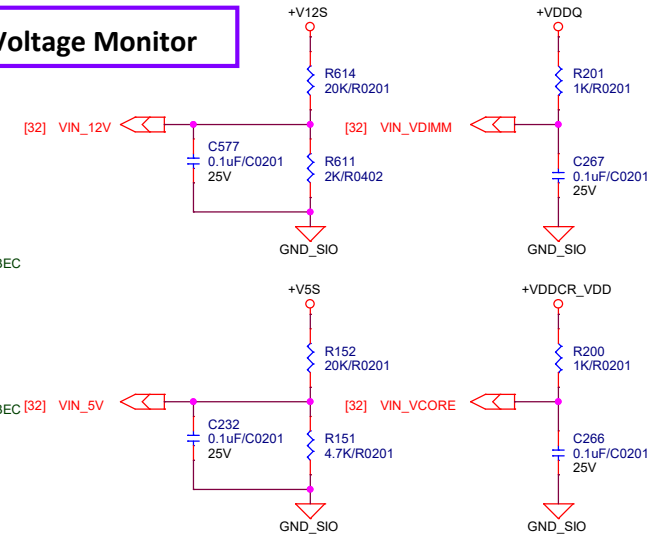 Voltage Monitor
+V12S
R614
20K/R0201
[32] VIN_12V
C577
0.1uF/C0201
25V
R611
2K/R0402
GND_SIO
+VDDQ
R201
1K/R0201
[32] VIN_VDIMM
C267
0.1uF/C0201
25V
GND_SIO
BEC
+V5S
R152
20K/R0201
BEC
[32] VIN_5V
C232
0.1uF/C0201
25V
R151
4.7K/R0201
GND_SIO
+VDDCR_VDD
R200
1K/R0201
[32] VIN_VCORE
C266
0.1uF/C0201
25V
GND_SIO